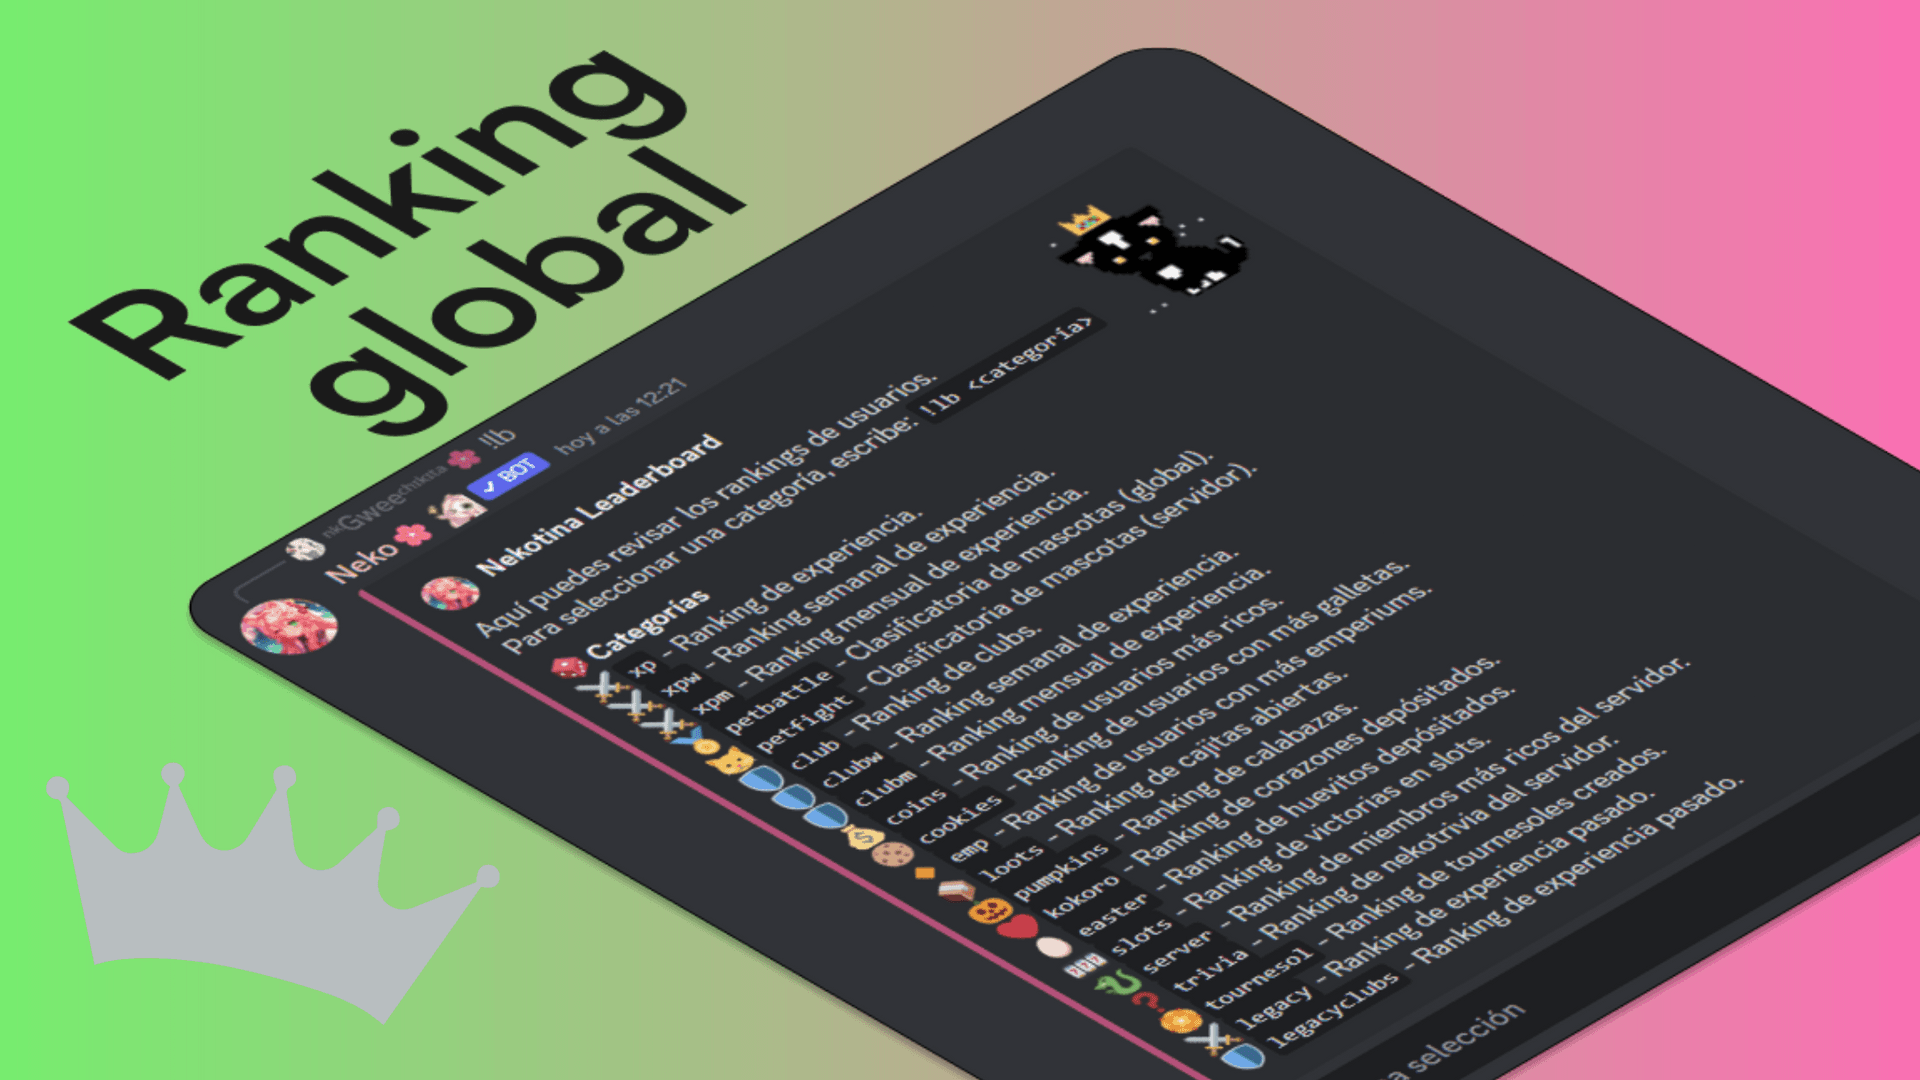 Ranking
global
nkGweechikita !lb
Neko ✓ BOT hoy a las 12:21
Nekotina Leaderboard
Aquí puedes revisar los rankings de usuarios.
Para seleccionar una categoría, escribe: !lb <categoría>
Categorías
xp - Ranking de experiencia.
xpw - Ranking semanal de experiencia.
xpm - Ranking mensual de experiencia.
petbattle - Clasificatoria de mascotas (global).
petfight - Clasificatoria de mascotas (servidor).
club - Ranking de clubs.
clubw - Ranking semanal de experiencia.
clubm - Ranking mensual de experiencia.
coins - Ranking de usuarios más ricos.
cookies - Ranking de usuarios con más galletas.
emp - Ranking de usuarios con más emperiums.
loots - Ranking de cajitas abiertas.
pumpkins - Ranking de calabazas.
kokoro - Ranking de corazones depósitados.
easter - Ranking de huevitos depósitados.
slots - Ranking de victorias en slots.
server - Ranking de miembros más ricos del servidor.
trivia - Ranking de nekotrivia del servidor.
tournesol - Ranking de tournesoles creados.
legacy - Ranking de experiencia pasado.
legacyclubs - Ranking de experiencia pasado.
a selección